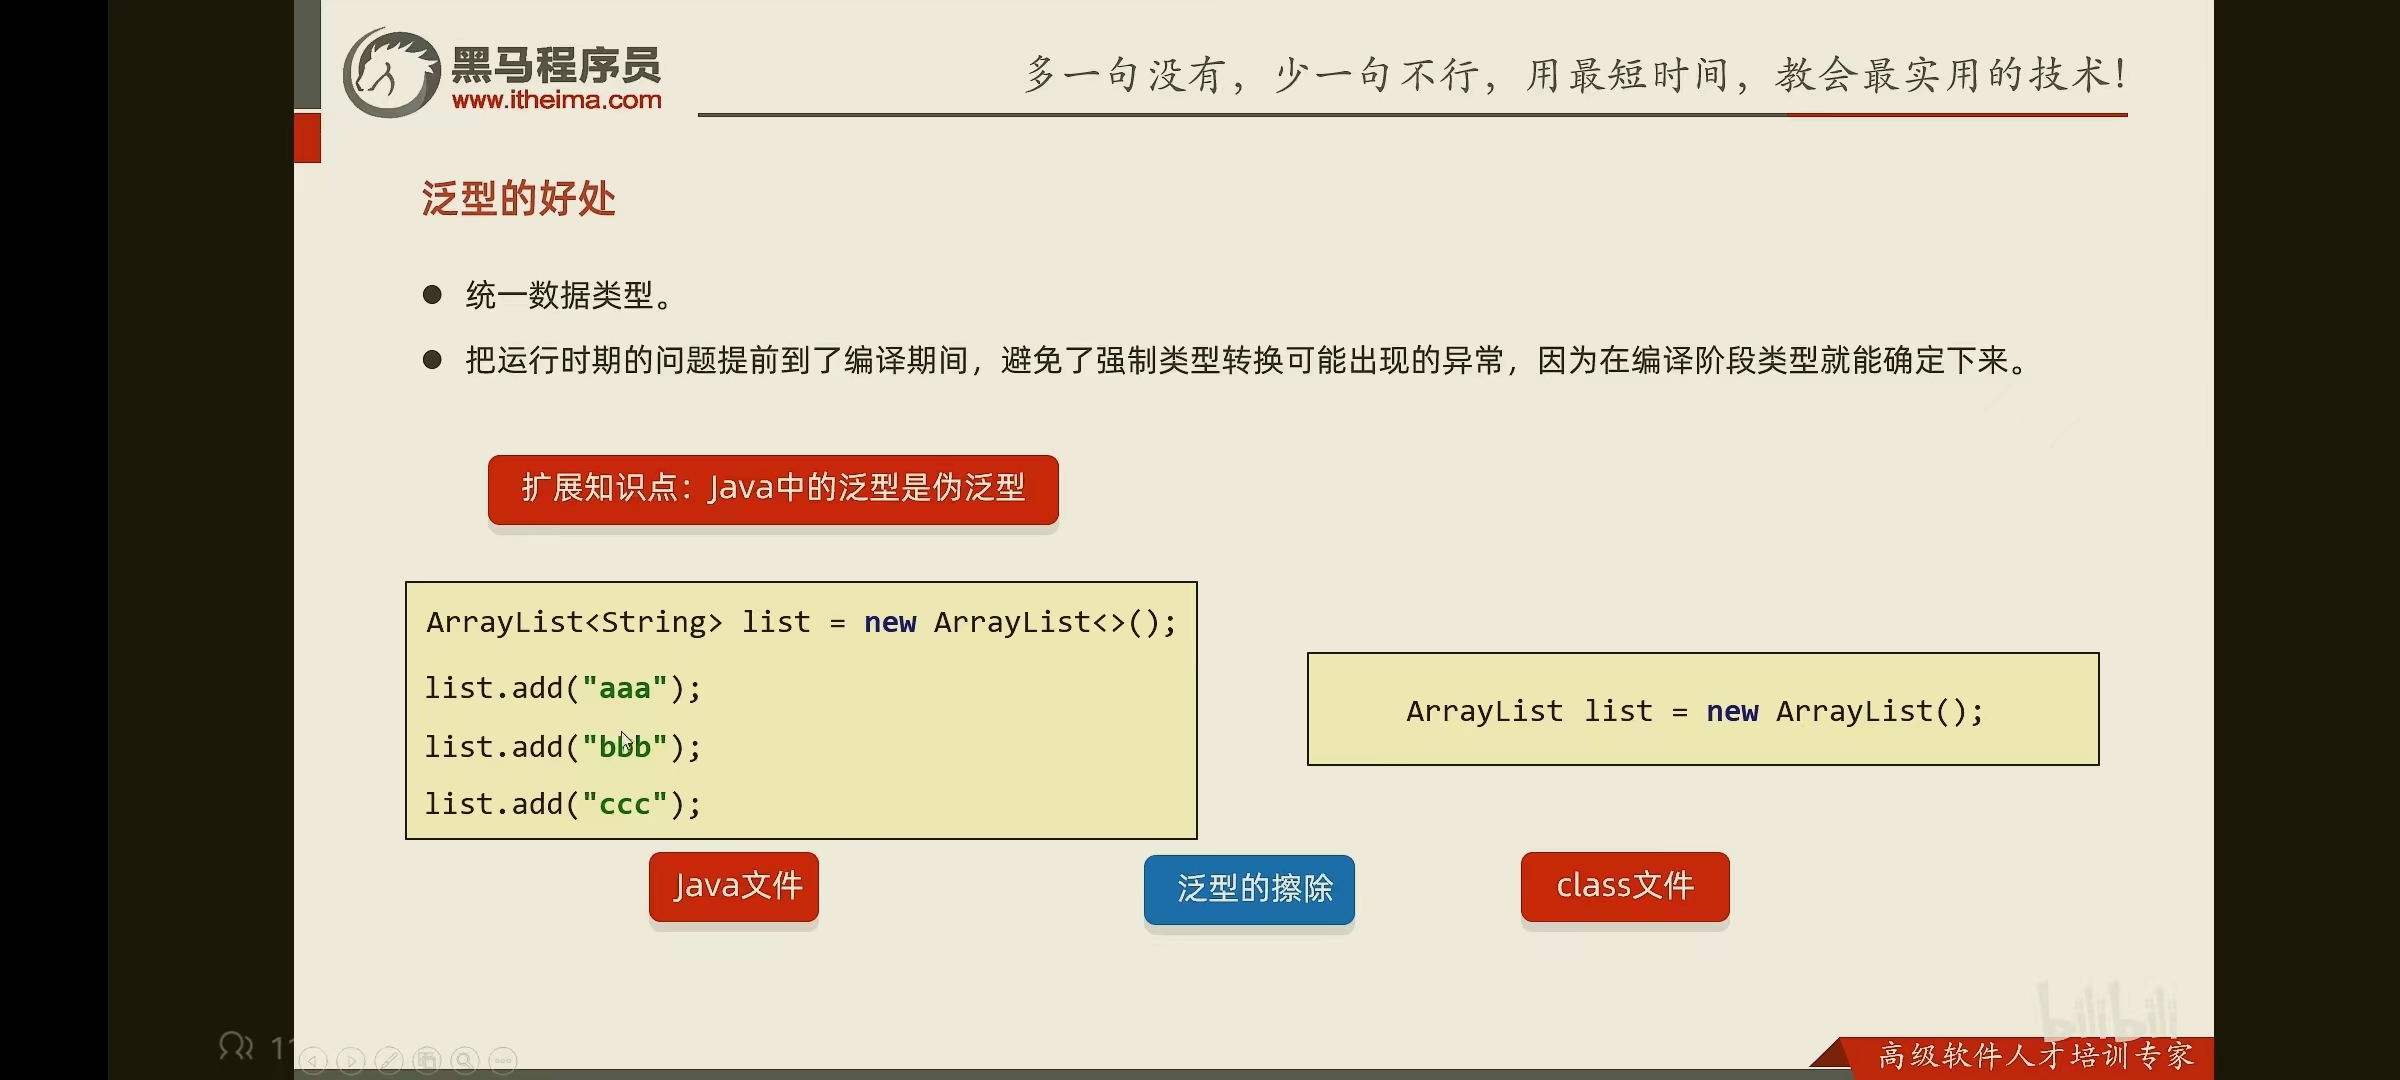 黑马程序员
www.itheima.com
多一句没有，少一句不行，用最短时间，教会最实用的技术！
泛型的好处
统一数据类型。
把运行时期的问题提前到了编译期间，避免了强制类型转换可能出现的异常，因为在编译阶段类型就能确定下来。
扩展知识点：Java中的泛型是伪泛型
ArrayList<String> list = new ArrayList<>();
list.add("aaa");
list.add("bbb");
list.add("ccc");
ArrayList list = new ArrayList();
Java文件
泛型的擦除
class文件
bilibili
高级软件人才培训专家